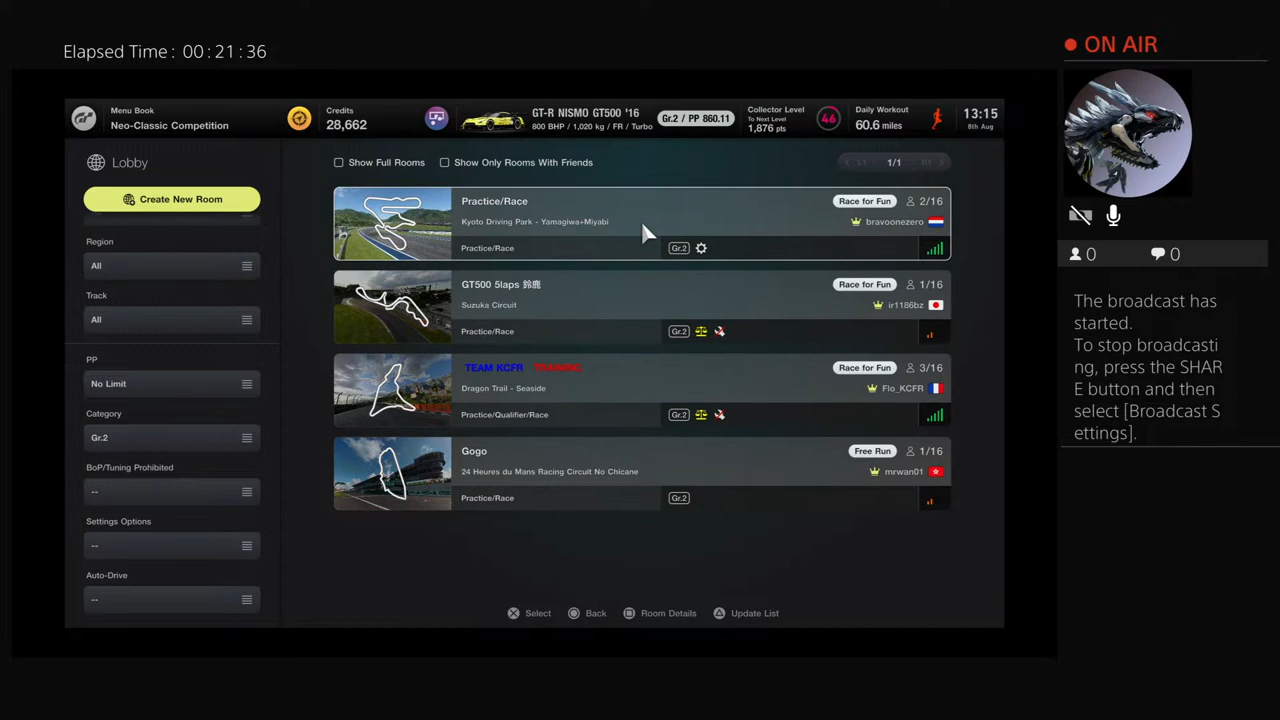 Elapsed Time: 00:21:36
ON AIR
Menu Book
Neo-Classic Competition
Credits
28,662
GT-R NISMO GT500 '16
800 BHP / 1,020 kg / FR / Turbo
Gr.2 / PP 860.11
Collector Level
To Next Level
1,876 pts
46
Daily Workout
60.6 miles
13:15
8th Aug
Lobby
Create New Room
Region
All
Track
All
PP
No Limit
Category
Gr.2
BoP/Tuning Prohibited
--
Settings Options
--
Auto-Drive
--
Show Full Rooms
Show Only Rooms With Friends
L1 1/1 R1
Practice/Race
Race for Fun 2/16
Kyoto Driving Park - Yamagiwa+Miyabi
bravoonezero
Practice/Race
Gr.2
GT500 5laps 鈴鹿
Race for Fun 1/16
Suzuka Circuit
ir1186bz
Practice/Race
Gr.2
TEAM KCFR
Race for Fun 3/16
Dragon Trail - Seaside
Flo_KCFR
Practice/Qualifier/Race
Gr.2
Gogo
Free Run 1/16
24 Heures du Mans Racing Circuit No Chicane
mrwan01
Practice/Race
Gr.2
Select Back Room Details Update List
0 0
The broadcast has
started.
To stop broadcasti
ng, press the SHAR
E button and then
select [Broadcast S
ettings].